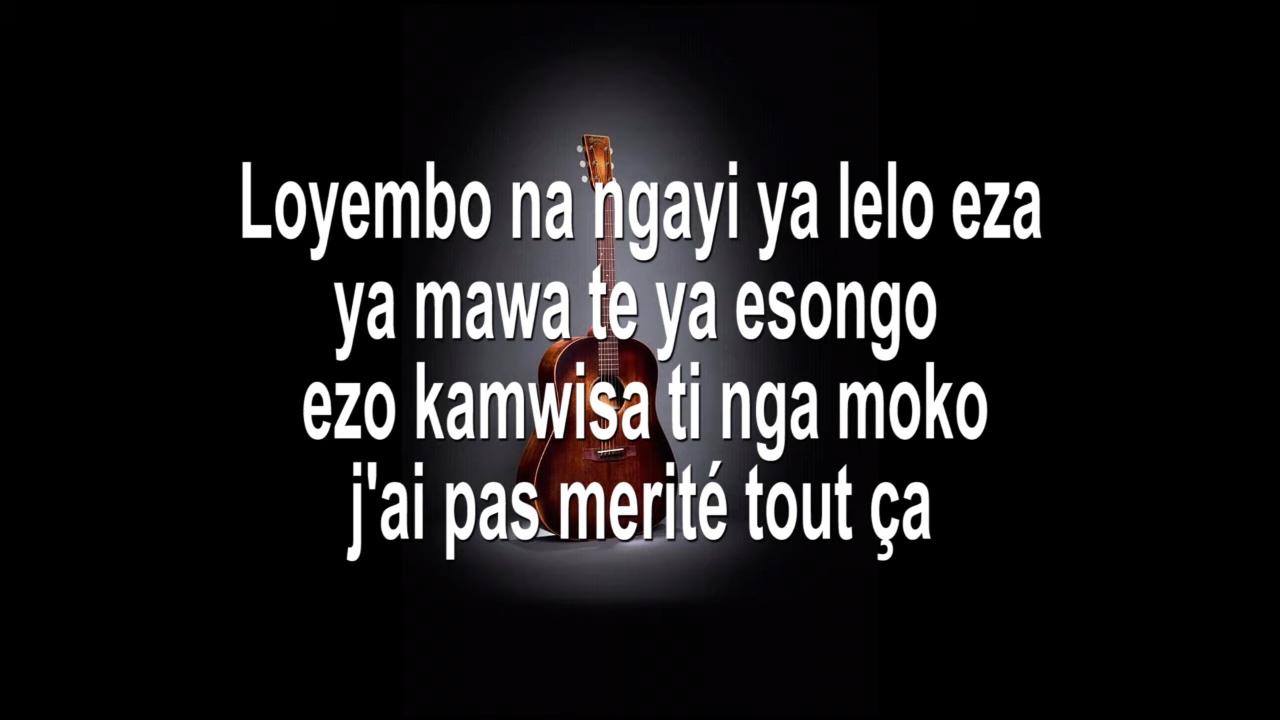 Loyembo na ngayi ya lelo eza
ya mawa te ya esongo
ezo kamwisa ti nga moko
j'ai pas merité tout ça